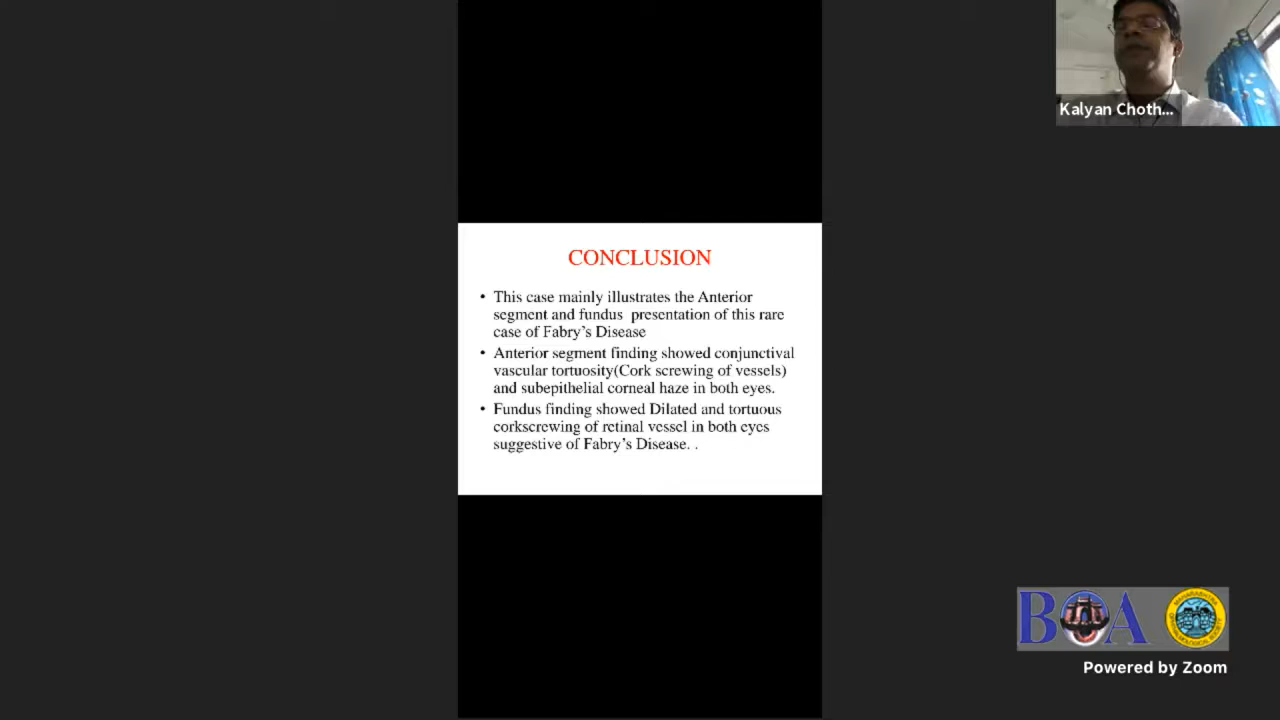 Kalyan Choth...
CONCLUSION
• This case mainly illustrates the Anterior
segment and fundus presentation of this rare
case of Fabry's Disease
• Anterior segment finding showed conjunctival
vascular tortuosity(Cork screwing of vessels)
and subepithelial corneal haze in both eyes.
• Fundus finding showed Dilated and tortuous
corkscrewing of retinal vessel in both eyes
suggestive of Fabry's Disease. .
BOA
MAHARASHTRA
OPHTHALMOLOGICAL SOCIETY
Powered by Zoom